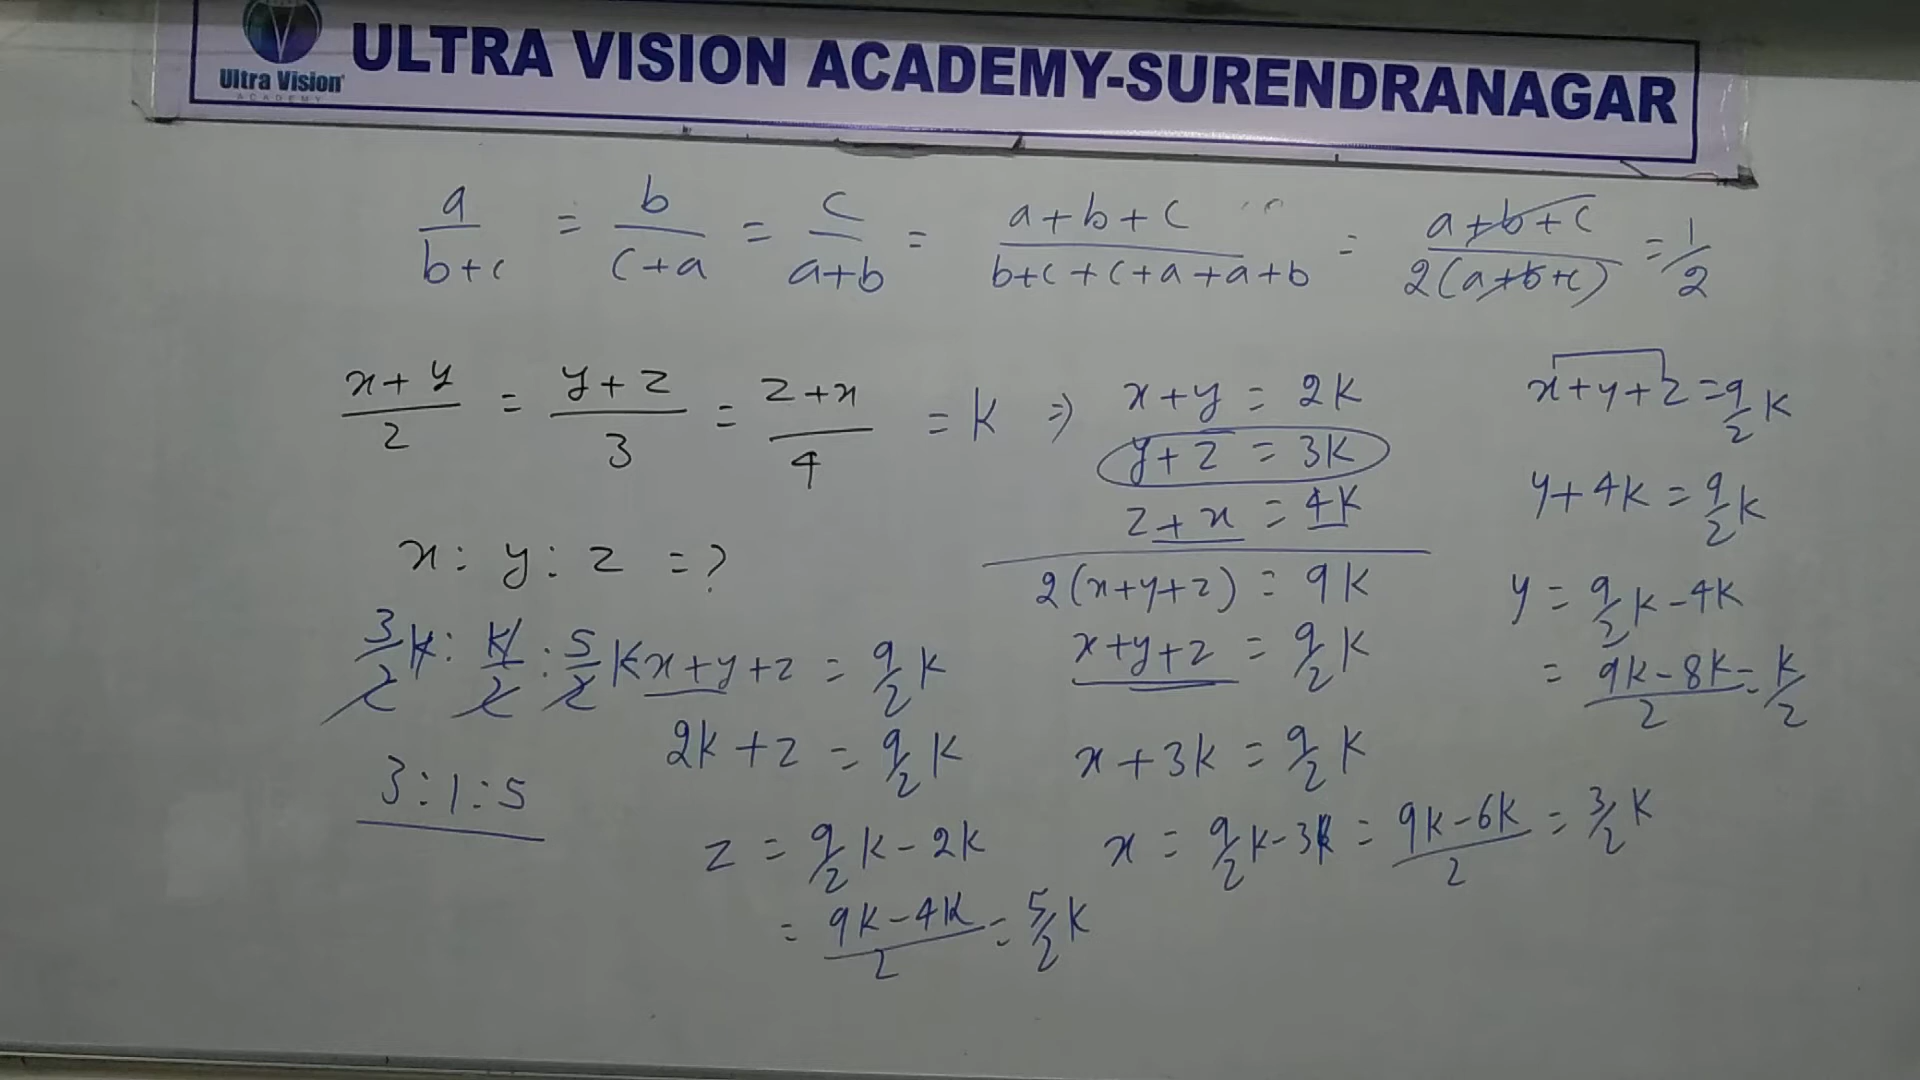 Ultra Vision
ACADEMY
ULTRA VISION ACADEMY-SURENDRANAGAR
a/(b+c) = b/(c+a) = c/(a+b) = (a+b+c)/(b+c+c+a+a+b) = (a+b+c)/(2(a+b+c)) = 1/2
(x+y)/2 = (y+z)/3 = (z+x)/4 = k ⇒ x+y = 2k
y+z = 3k
z+x = 4k
2(x+y+z) = 9k
x+y+z = 9/2 k
x+3k = 9/2 k
x = 9/2 k-3k = (9k-6k)/2 = 3/2 k
x+y+z = 9/2 k
y+4k = 9/2 k
y = 9/2 k-4k
= (9k-8k)/2 = k/2
x+y+z = 9/2 k
2k+z = 9/2 k
z = 9/2 k-2k
= (9k-4k)/2 = 5/2 k
x : y : z = ?
3/2 k : k/2 : 5/2 k
3:1:5